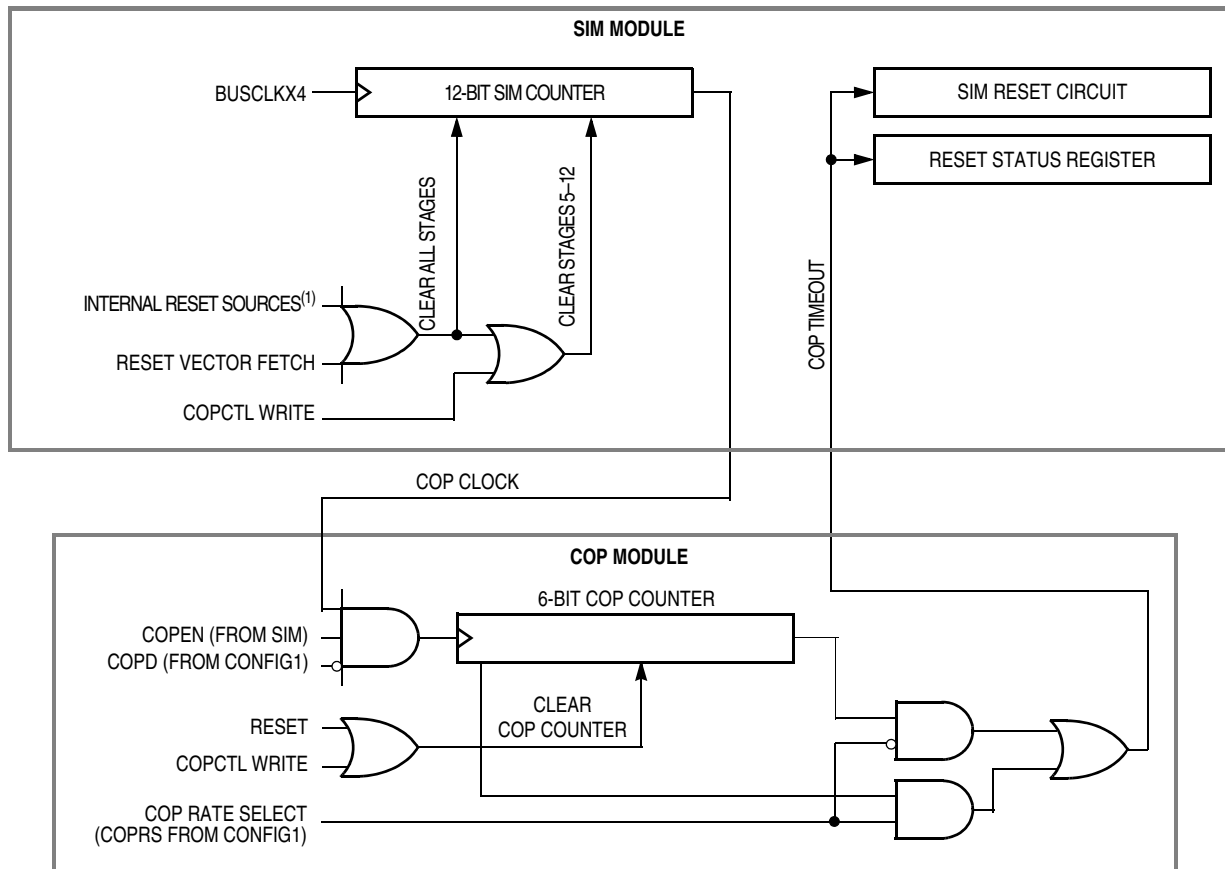 SIM MODULE
BUSCLKX4
12-BIT SIM COUNTER
SIM RESET CIRCUIT
RESET STATUS REGISTER
CLEAR ALL STAGES
CLEAR STAGES 5–12
COP TIMEOUT
INTERNAL RESET SOURCES(1)
RESET VECTOR FETCH
COPCTL WRITE
COP CLOCK
COP MODULE
6-BIT COP COUNTER
COPEN (FROM SIM)
COPD (FROM CONFIG1)
CLEAR
COP COUNTER
RESET
COPCTL WRITE
COP RATE SELECT
(COPRS FROM CONFIG1)